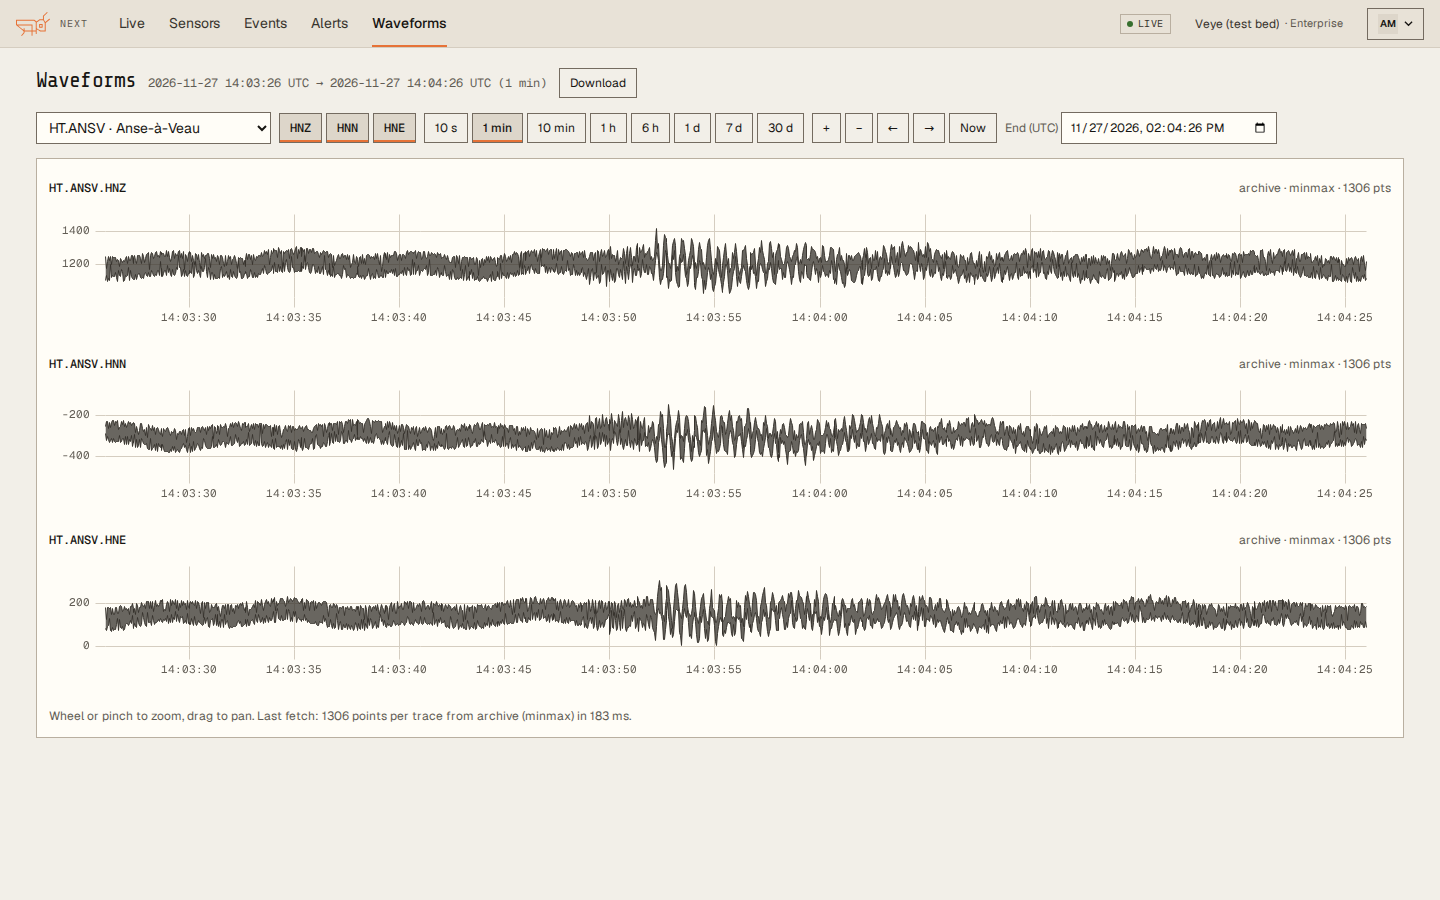 NEXT Live Sensors Events Alerts Waveforms LIVE Veye (test bed) · Enterprise AM
Waveforms 2026-11-27 14:03:26 UTC → 2026-11-27 14:04:26 UTC (1 min) Download
HT.ANSV · Anse-à-Veau HNZ HNN HNE 10 s 1 min 10 min 1 h 6 h 1 d 7 d 30 d + − ← → Now End (UTC) 11/27/2026, 02:04:26 PM
HT.ANSV.HNZ archive · minmax · 1306 pts
1400
1200
14:03:30 14:03:35 14:03:40 14:03:45 14:03:50 14:03:55 14:04:00 14:04:05 14:04:10 14:04:15 14:04:20 14:04:25
HT.ANSV.HNN archive · minmax · 1306 pts
-200
-400
14:03:30 14:03:35 14:03:40 14:03:45 14:03:50 14:03:55 14:04:00 14:04:05 14:04:10 14:04:15 14:04:20 14:04:25
HT.ANSV.HNE archive · minmax · 1306 pts
200
0
14:03:30 14:03:35 14:03:40 14:03:45 14:03:50 14:03:55 14:04:00 14:04:05 14:04:10 14:04:15 14:04:20 14:04:25
Wheel or pinch to zoom, drag to pan. Last fetch: 1306 points per trace from archive (minmax) in 183 ms.